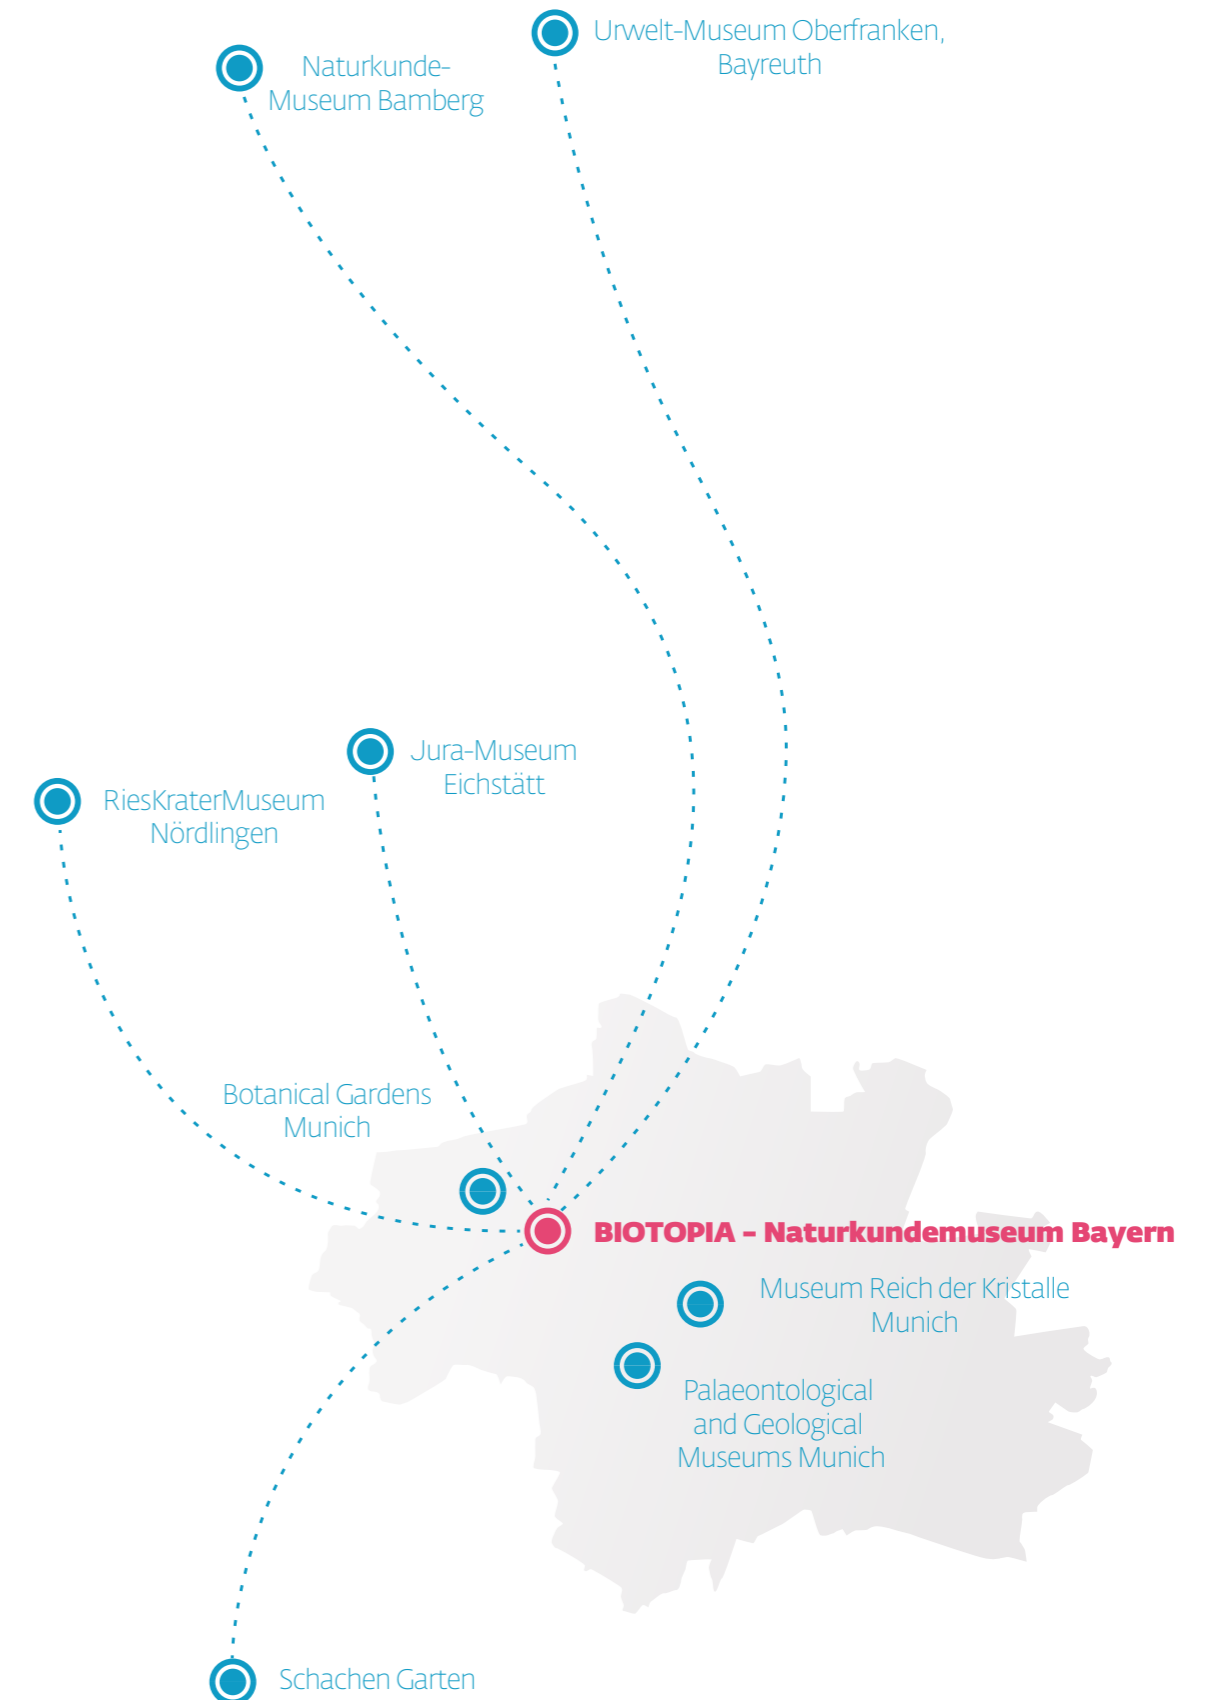 Urwelt-Museum Oberfranken,
Bayreuth
Naturkunde-
Museum Bamberg
Jura-Museum
Eichstätt
RiesKraterMuseum
Nördlingen
Botanical Gardens
Munich
BIOTOPIA – Naturkundemuseum Bayern
Museum Reich der Kristalle
Munich
Palaeontological
and Geological
Museums Munich
Schachen Garten